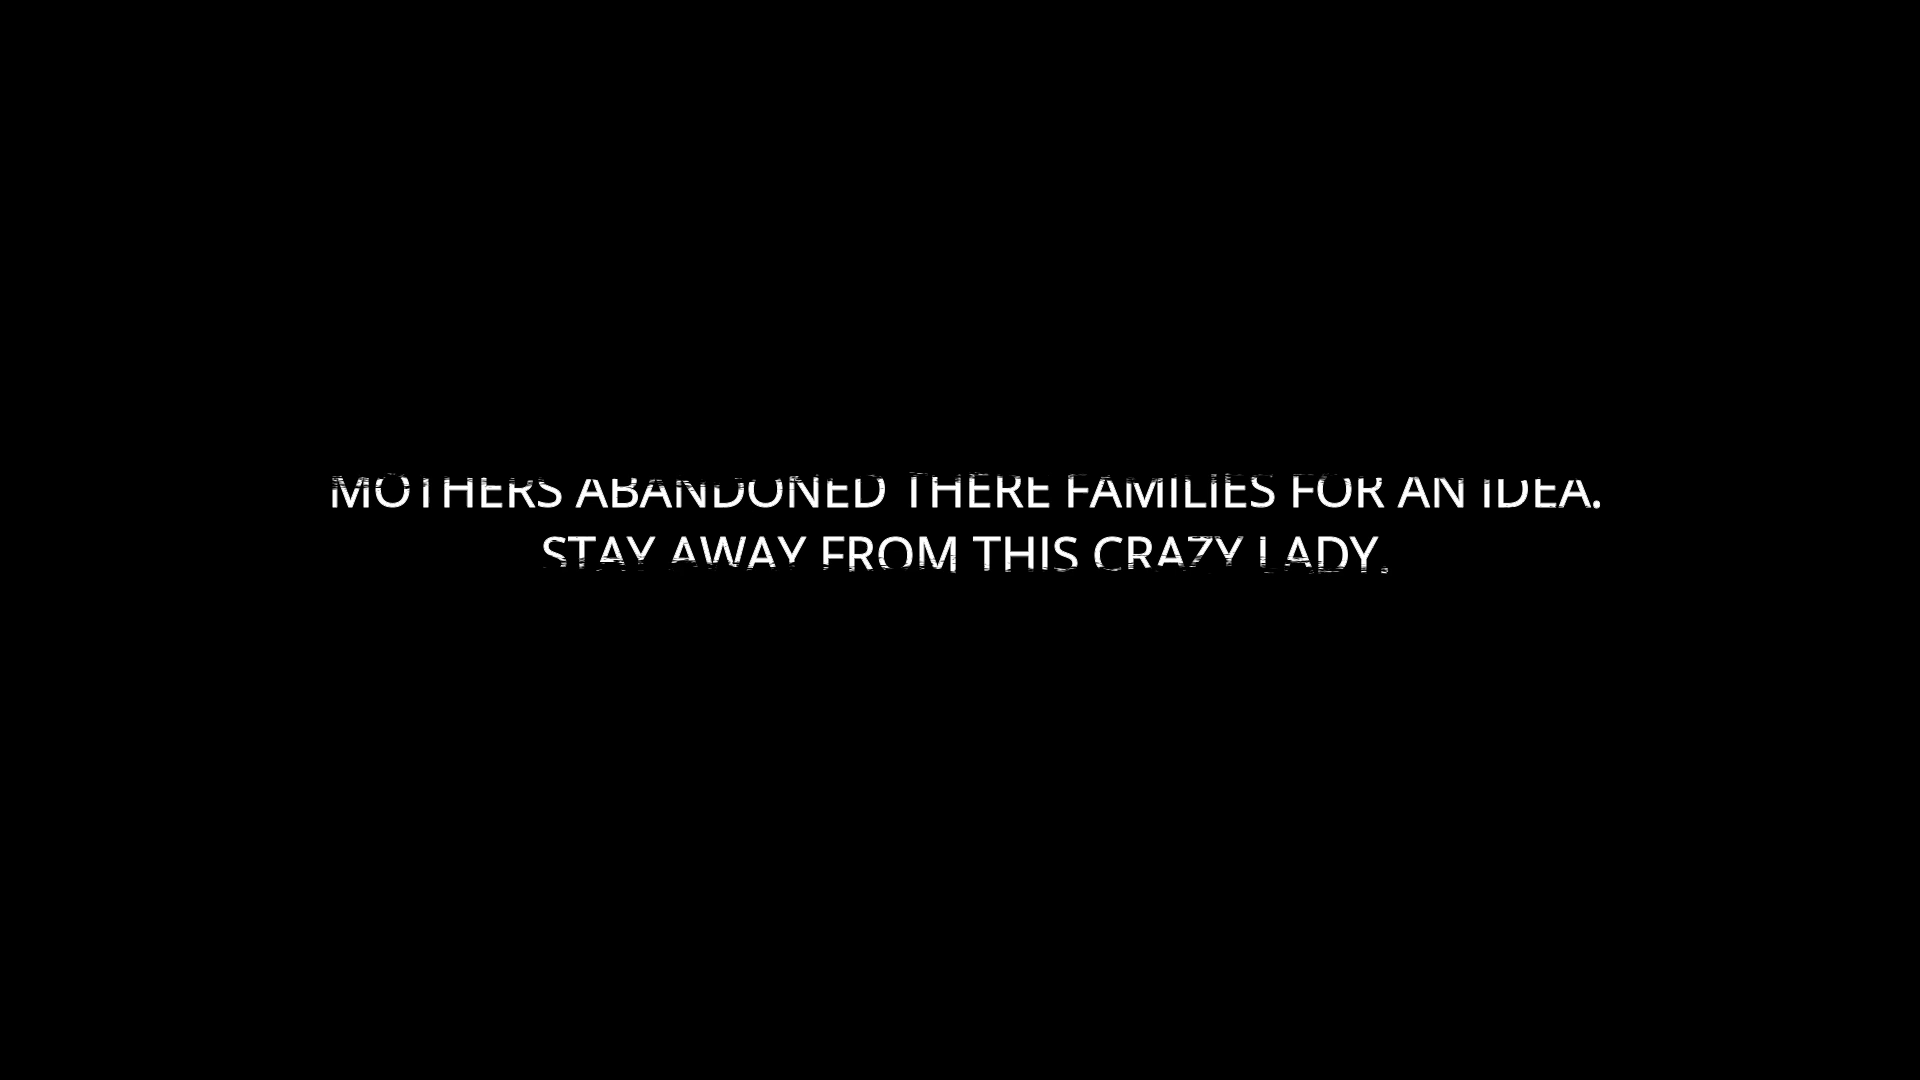 MOTHERS ABANDONED THERE FAMILIES FOR AN IDEA.
STAY AWAY FROM THIS CRAZY LADY.